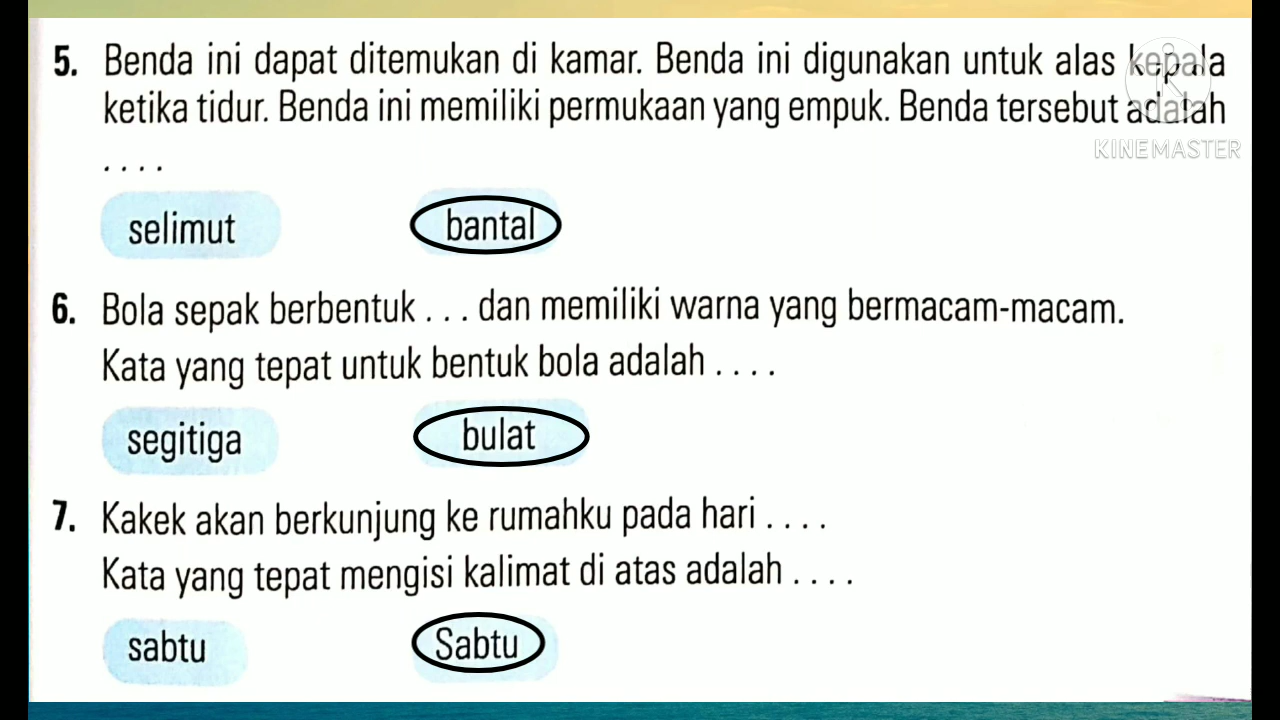 5. Benda ini dapat ditemukan di kamar. Benda ini digunakan untuk alas kepala
ketika tidur. Benda ini memiliki permukaan yang empuk. Benda tersebut adalah
. . . .
KINEMASTER
selimut bantal
6. Bola sepak berbentuk . . . dan memiliki warna yang bermacam-macam.
Kata yang tepat untuk bentuk bola adalah . . . .
segitiga bulat
7. Kakek akan berkunjung ke rumahku pada hari . . . .
Kata yang tepat mengisi kalimat di atas adalah . . . .
sabtu Sabtu